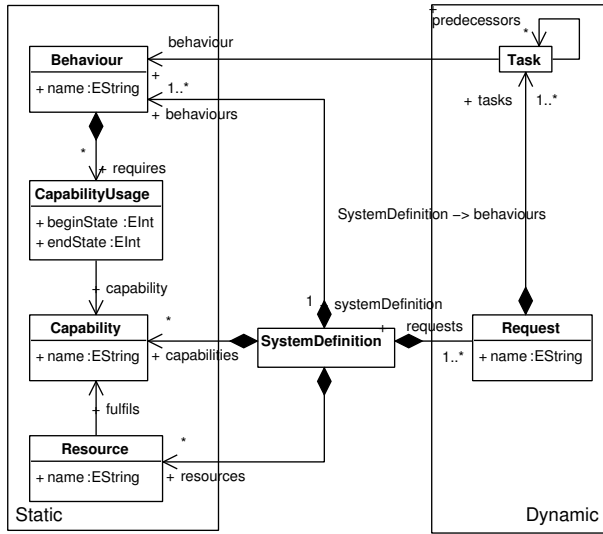 +
predecessors
*
behaviour
Behaviour
Task
+ name :EString
+
1..*
+ behaviours
+ tasks
1..*
*
+ requires
CapabilityUsage
+ beginState :EInt
+ endState :EInt
SystemDefinition -> behaviours
+ capability
1
systemDefinition
*
+ requests
Capability
SystemDefinition
Request
+ name :EString
+ capabilities
1..*
+ name :EString
+ fulfils
Resource
*
+ name :EString
+ resources
Static
Dynamic